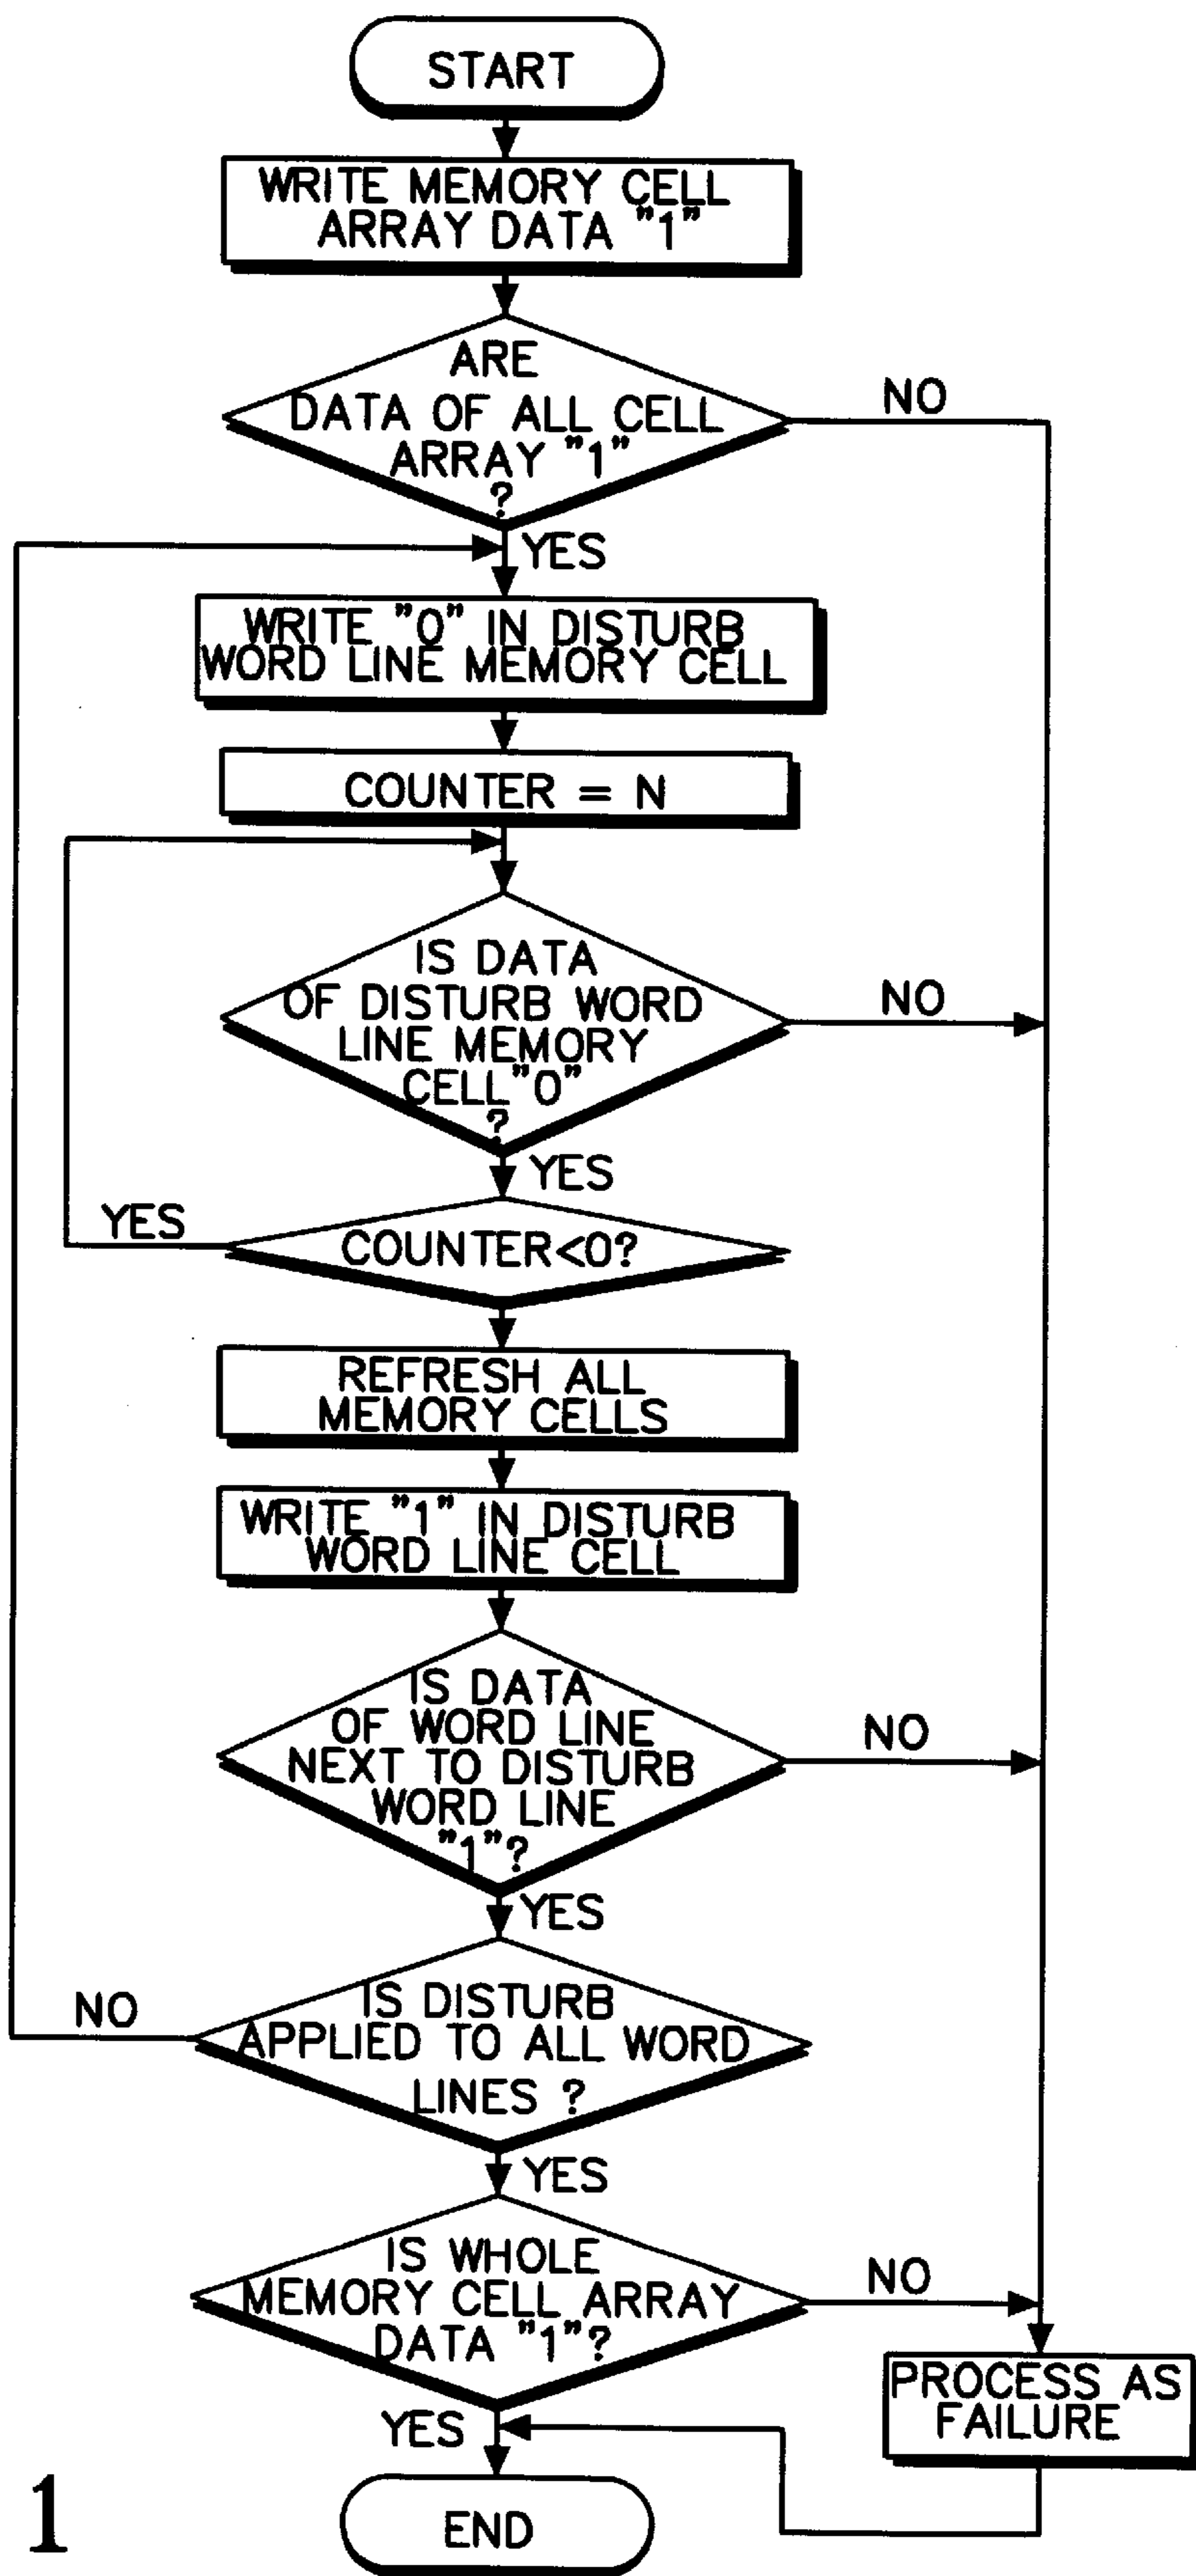 START
WRITE MEMORY CELL
ARRAY DATA "1"
ARE
DATA OF ALL CELL
ARRAY "1"
?
NO
YES
WRITE "0" IN DISTURB
WORD LINE MEMORY CELL
COUNTER = N
IS DATA
OF DISTURB WORD
LINE MEMORY
CELL"0"
?
NO
YES
YES
COUNTER<0?
REFRESH ALL
MEMORY CELLS
WRITE "1" IN DISTURB
WORD LINE CELL
IS DATA
OF WORD LINE
NEXT TO DISTURB
WORD LINE
"1"?
NO
YES
NO
IS DISTURB
APPLIED TO ALL WORD
LINES ?
YES
IS WHOLE
MEMORY CELL ARRAY
DATA "1"?
NO
PROCESS AS
FAILURE
YES
END
1